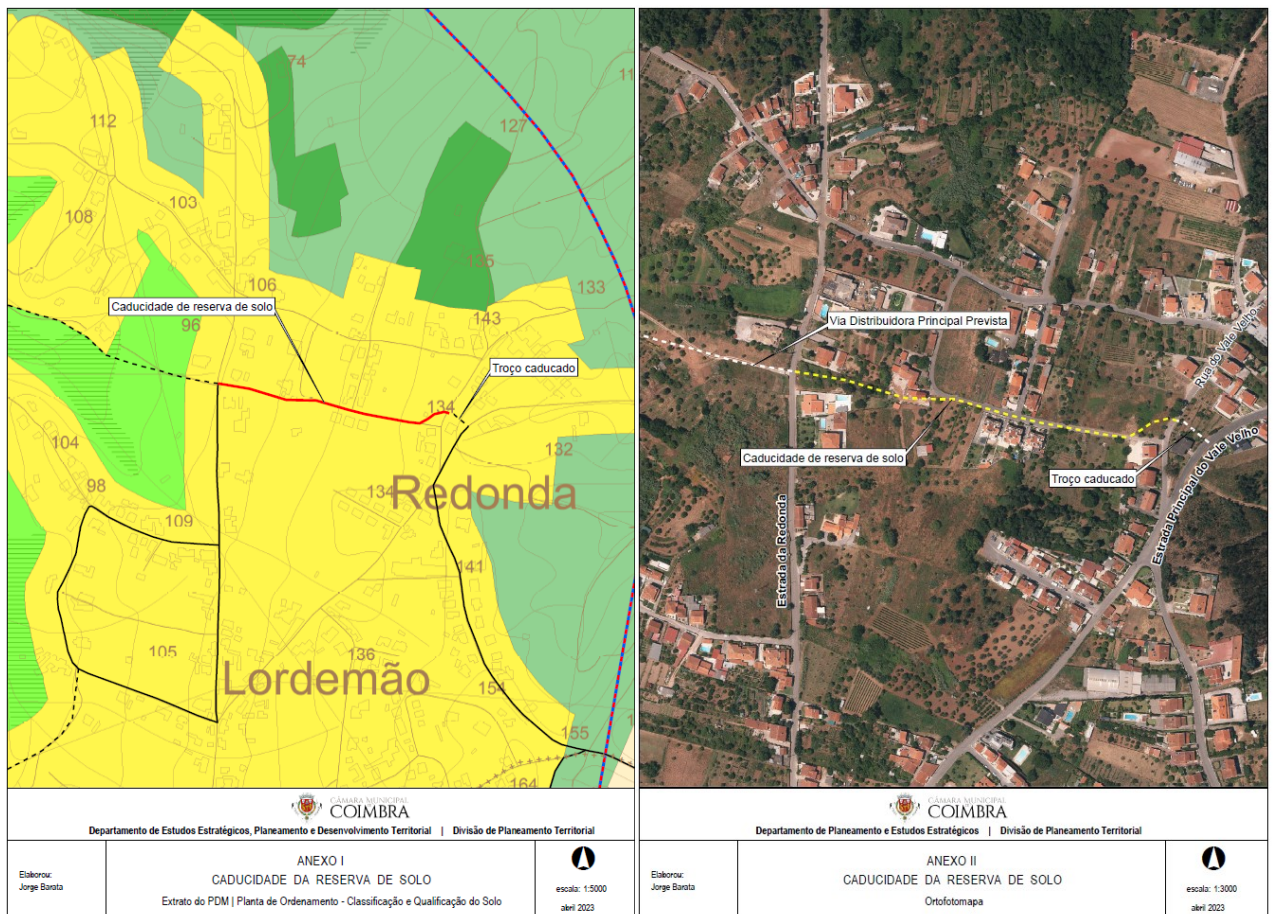 74
127
112
103
108
135
106
133
Caducidade de reserva de solo
96
143
Troço caducado
134
104
132
98
134
Redonda
109
141
105
136
Lordemão
154
155
164
CÂMARA MUNICIPAL
COIMBRA
Departamento de Estudos Estratégicos, Planeamento e Desenvolvimento Territorial | Divisão de Planeamento Territorial
Elaborou:
Jorge Barata
ANEXO I
CADUCIDADE DA RESERVA DE SOLO
Extrato do PDM | Planta de Ordenamento - Classificação e Qualificação do Solo
escala: 1:5000
abril 2023
Via Distribuidora Principal Prevista
Rua do Vale Velho
Caducidade de reserva de solo
Troço caducado
Estrada da Redonda
Estrada Principal do Vale Velho
CÂMARA MUNICIPAL
COIMBRA
Departamento de Planeamento e Estudos Estratégicos | Divisão de Planeamento Territorial
Elaborou:
Jorge Barata
ANEXO II
CADUCIDADE DA RESERVA DE SOLO
Ortofotomapa
escala: 1:3000
abril 2023